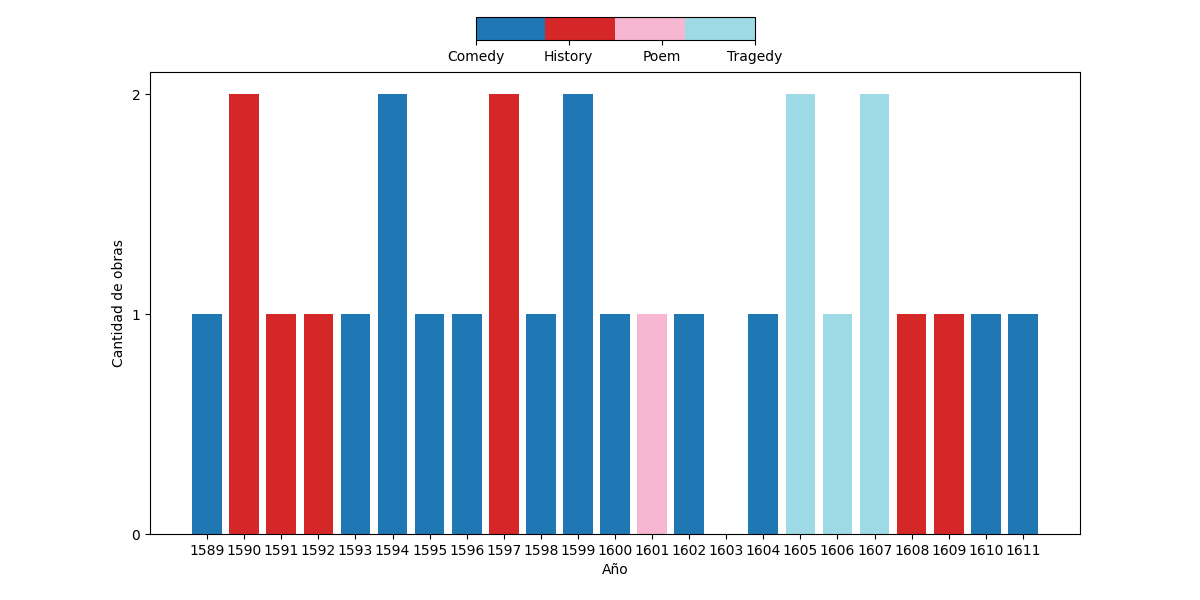 Comedy History Poem Tragedy
2
1
0
Cantidad de obras
1589 1590 1591 1592 1593 1594 1595 1596 1597 1598 1599 1600 1601 1602 1603 1604 1605 1606 1607 1608 1609 1610 1611
Año